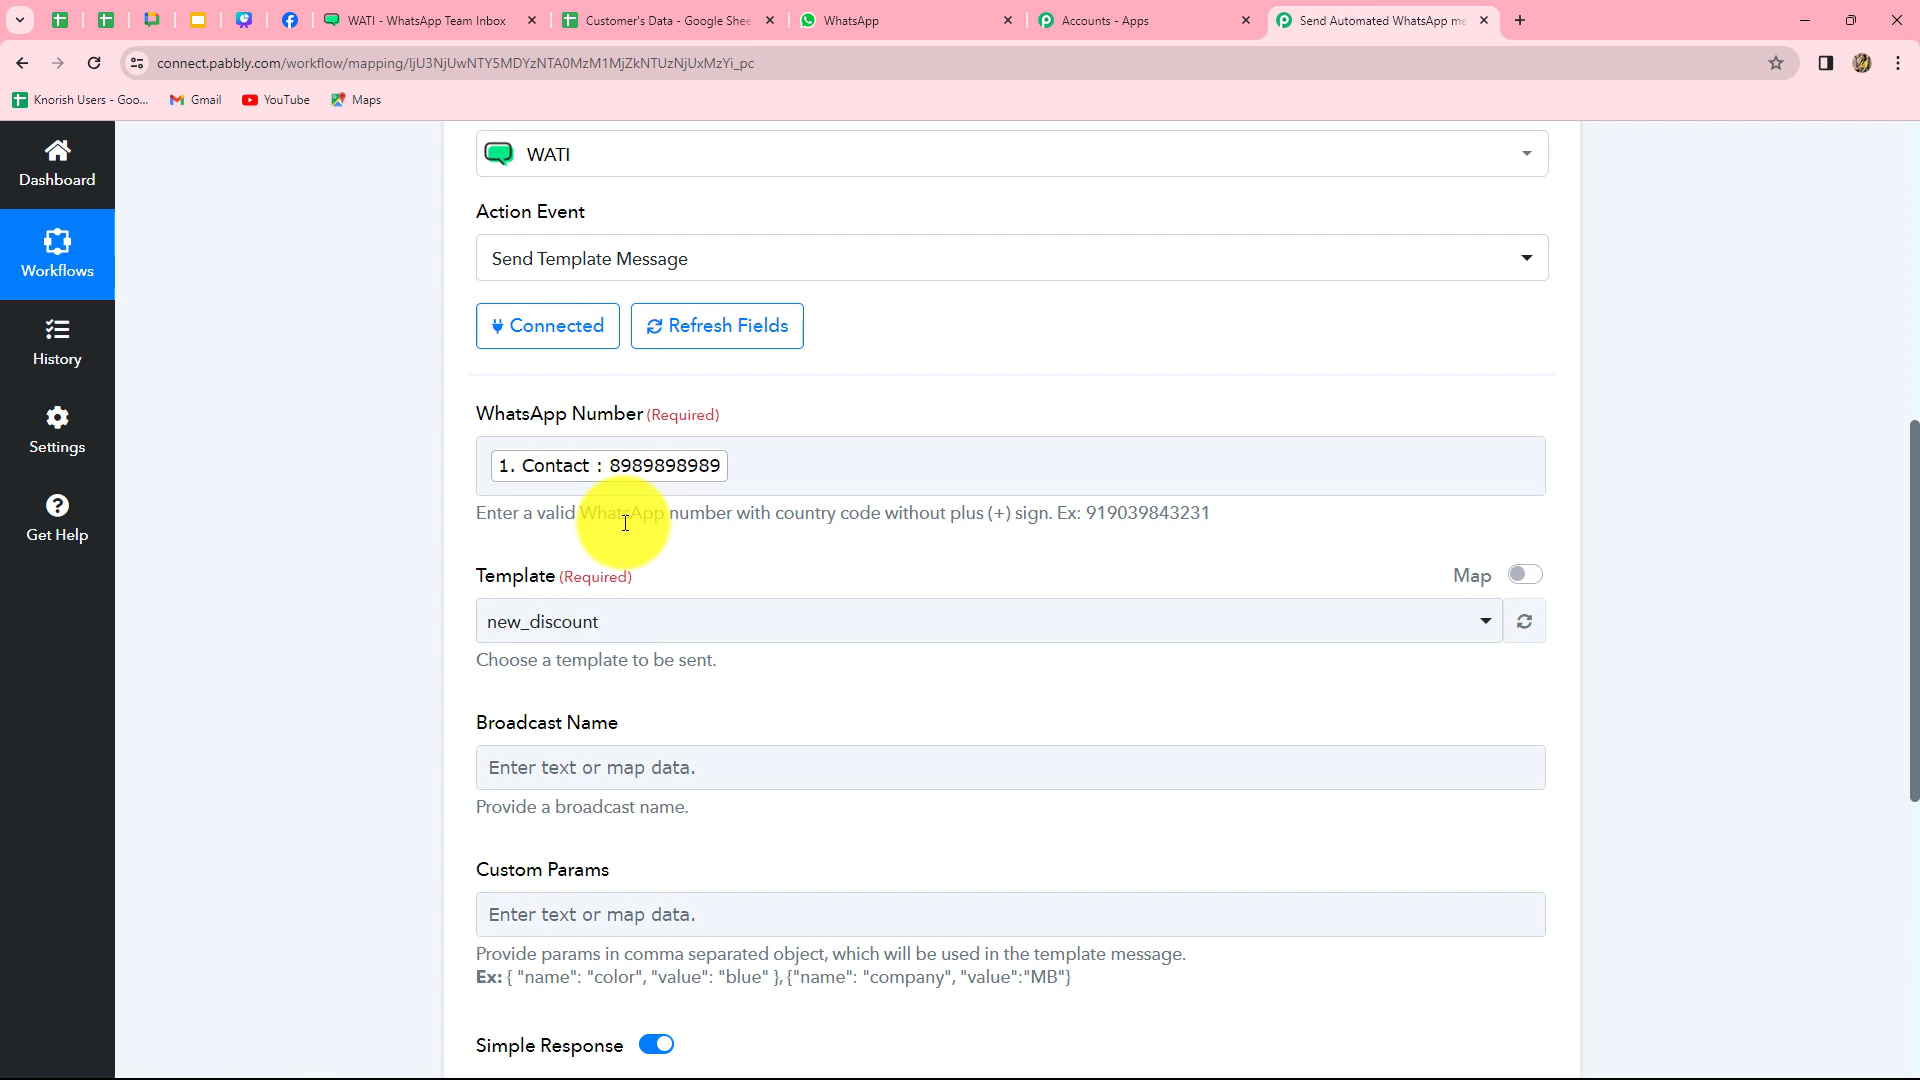 WATI - WhatsApp Team Inbox
Customer's Data - Google Shee
WhatsApp
Accounts - Apps
Send Automated WhatsApp me
connect.pabbly.com/workflow/mapping/IjU3NjUwNTY5MDYzNTA0MzM1MjZkNTUzNjUxMzYi_pc
Knorish Users - Goo...
Gmail
YouTube
Maps
Dashboard
Workflows
History
Settings
Get Help
WATI
Action Event
Send Template Message
Connected
Refresh Fields
WhatsApp Number (Required)
1. Contact : 8989898989
Enter a valid WhatsApp number with country code without plus (+) sign. Ex: 919039843231
Template (Required)
Map
new_discount
Choose a template to be sent.
Broadcast Name
Enter text or map data.
Provide a broadcast name.
Custom Params
Enter text or map data.
Provide params in comma separated object, which will be used in the template message.
Ex: { "name": "color", "value": "blue" }, {"name": "company", "value":"MB"}
Simple Response